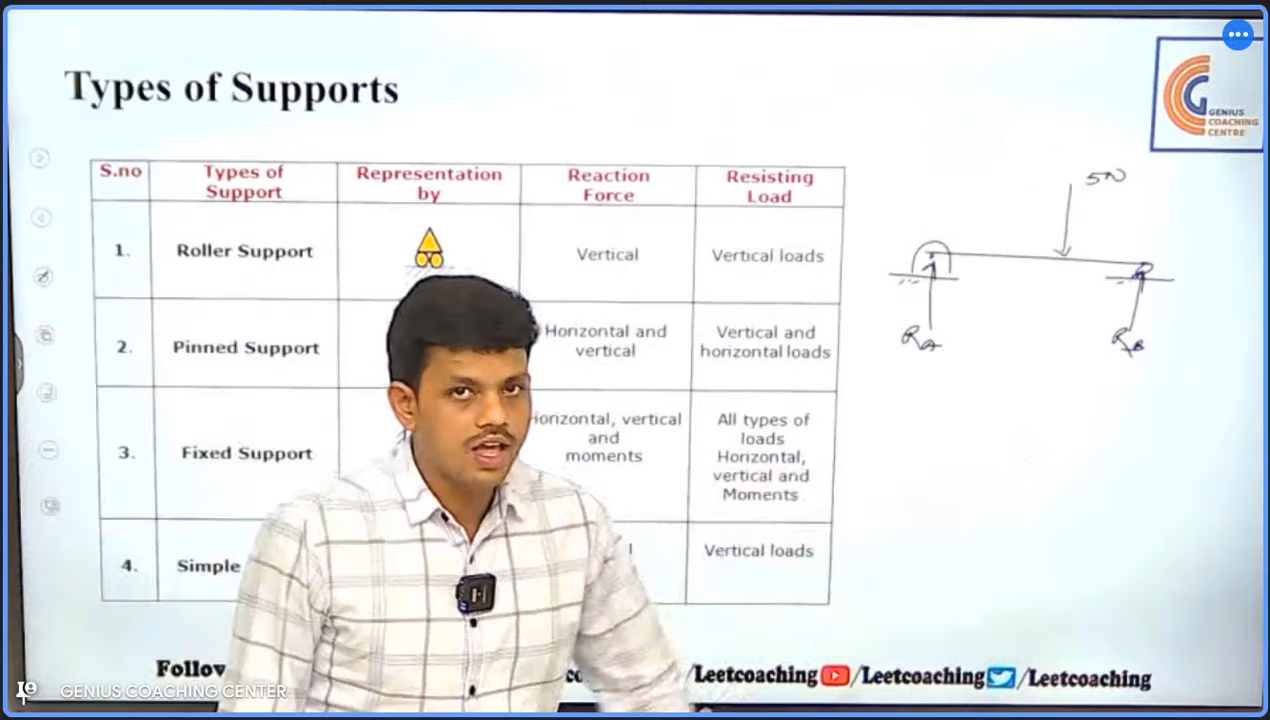 Types of Supports
GENIUS
COACHING
CENTRE
S.no
Types of
Support
Representation
by
Reaction
Force
Resisting
Load
1.
Roller Support
Vertical
Vertical loads
2.
Pinned Support
Horizontal and
vertical
Vertical and
horizontal loads
3.
Fixed Support
Horizontal, vertical
and
moments
All types of
loads
Horizontal,
vertical and
Moments
4.
Simple
Vertical loads
5N
RA
RB
Follow
/Leetcoaching
/Leetcoaching
/Leetcoaching
GENIUS COACHING CENTER